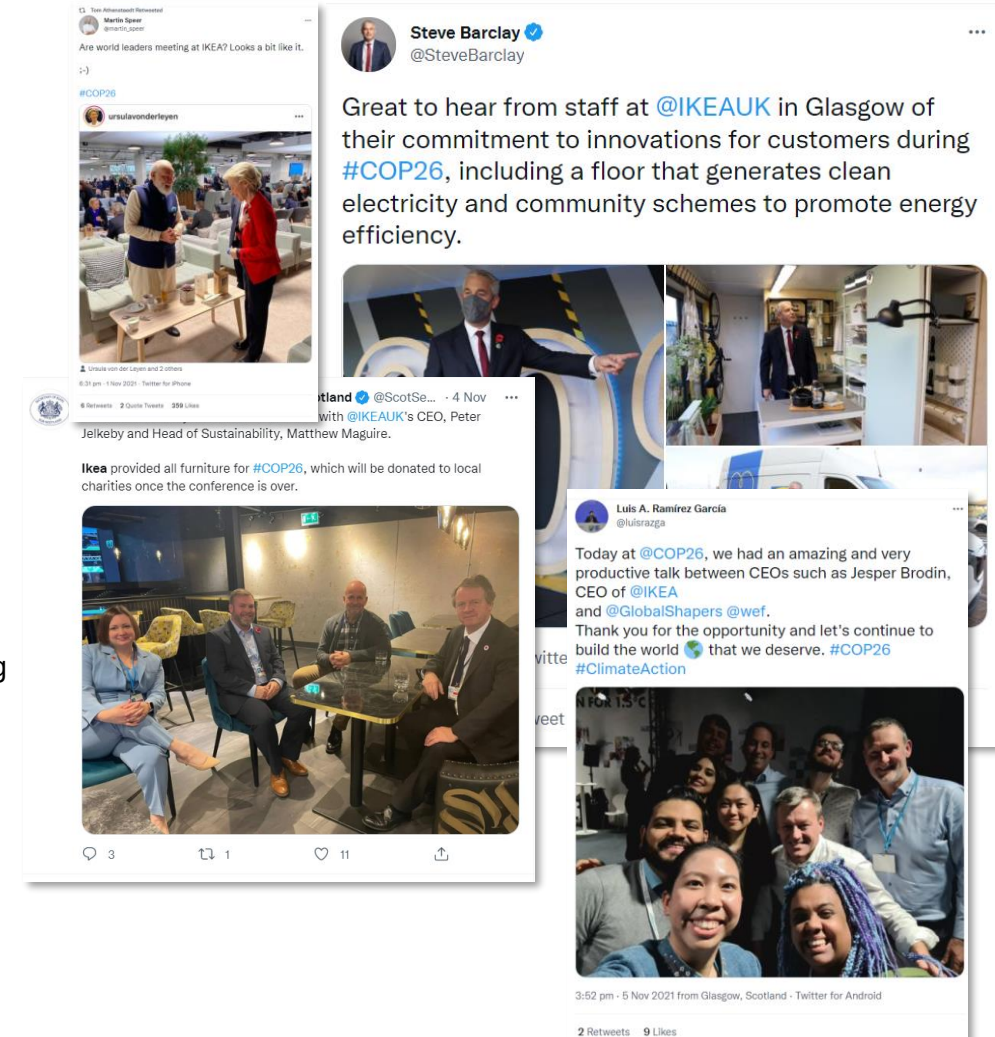 Tom Athenstaedt Retweeted
Martin Speer
@martin_speer
Are world leaders meeting at IKEA? Looks a bit like it.
;-)
#COP26
ursulavonderleyen
Ursula von der Leyen and 2 others
6:31 pm · 1 Nov 2021 · Twitter for iPhone
6 Retweets 2 Quote Tweets 359 Likes
Steve Barclay
@SteveBarclay
Great to hear from staff at @IKEAUK in Glasgow of
their commitment to innovations for customers during
#COP26, including a floor that generates clean
electricity and community schemes to promote energy
efficiency.
otland @ScotSe... · 4 Nov
with @IKEAUK's CEO, Peter
Jelkeby and Head of Sustainability, Matthew Maguire.
Ikea provided all furniture for #COP26, which will be donated to local
charities once the conference is over.
3 1 11
g
witte
weet
Luis A. Ramírez García
@luisrazga
Today at @COP26, we had an amazing and very
productive talk between CEOs such as Jesper Brodin,
CEO of @IKEA
and @GlobalShapers @wef.
Thank you for the opportunity and let's continue to
build the world 🌎 that we deserve. #COP26
#ClimateAction
N FOR 1.5°C
3:52 pm · 5 Nov 2021 from Glasgow, Scotland · Twitter for Android
2 Retweets 9 Likes